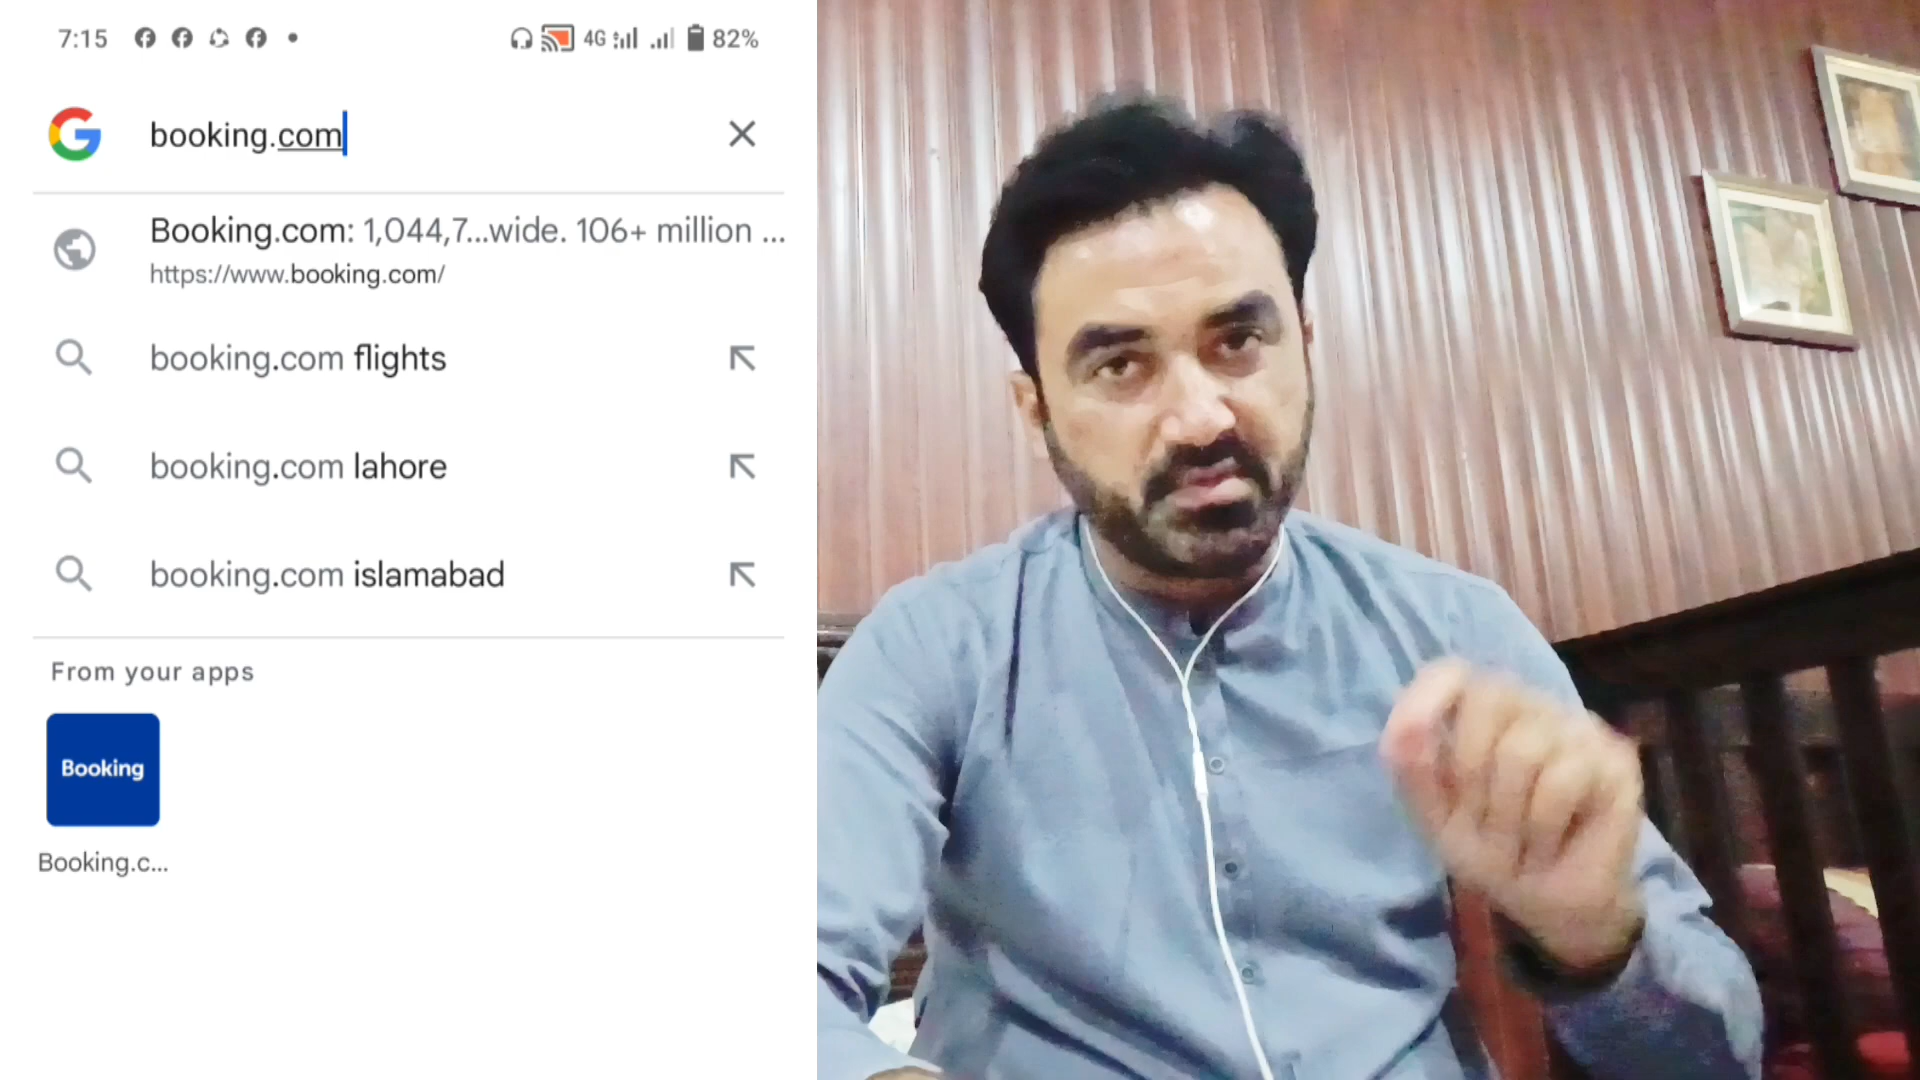 7:15
4G
82%
booking.com
Booking.com: 1,044,7...wide. 106+ million ...
https://www.booking.com/
booking.com flights
booking.com lahore
booking.com islamabad
From your apps
Booking
Booking.c...